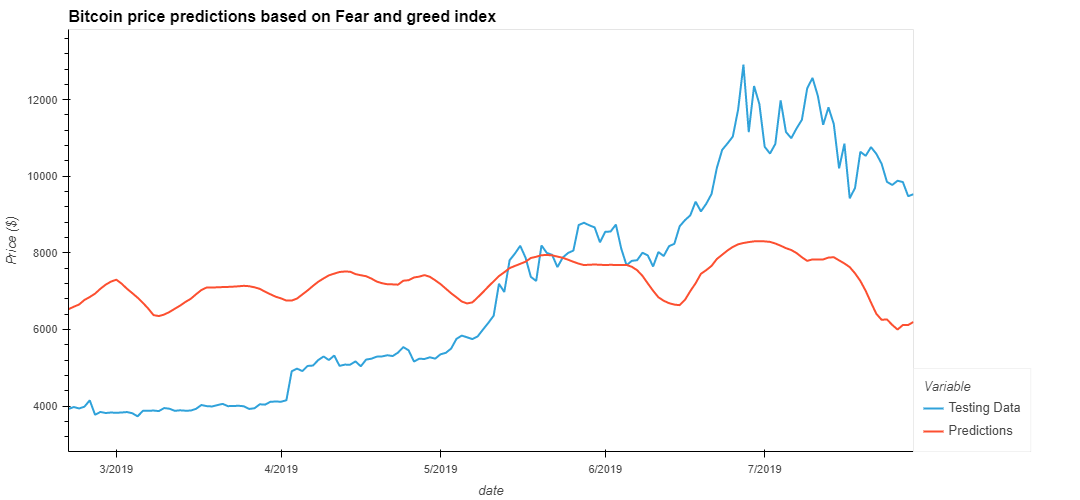 Bitcoin price predictions based on Fear and greed index
Price ($)
12000
10000
8000
6000
4000
3/2019
4/2019
5/2019
6/2019
7/2019
date
Variable
Testing Data
Predictions